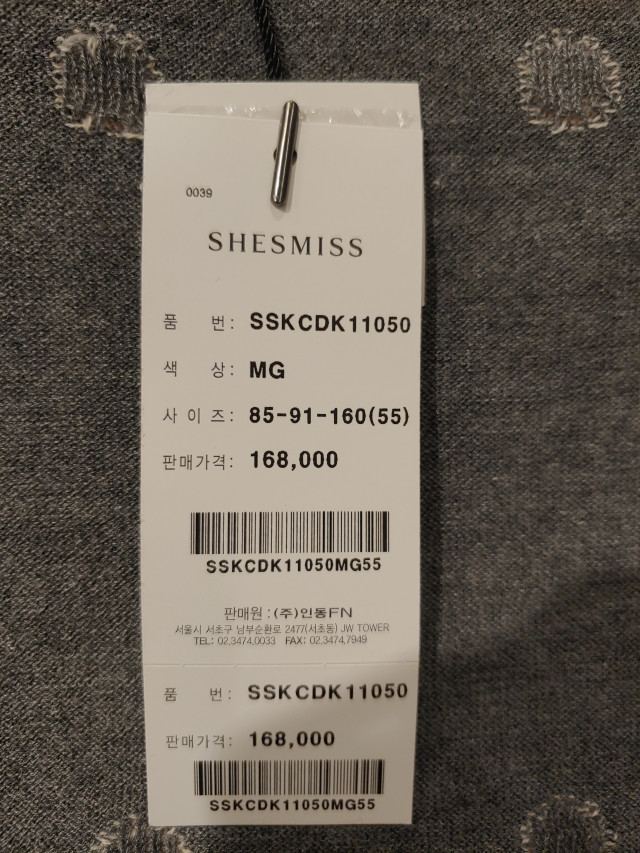 0039
SHESMISS
품 번: SSKCDK11050
색 상: MG
사 이 즈: 85-91-160(55)
판매가격: 168,000
SSKCDK11050MG55
판매원 : (주)인동FN
서울시 서초구 남부순환로 2477(서초동) JW TOWER
TEL: 02.3474.0033 FAX: 02.3474.7949
품 번: SSKCDK11050
판매가격: 168,000
SSKCDK11050MG55